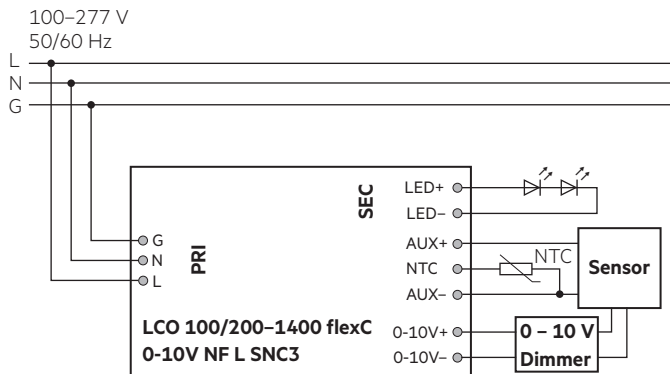 100–277 V
50/60 Hz
L
N
G
LED+
SEC
LED–
AUX+
G
PRI
N
NTC
NTC
Sensor
L
AUX–
LCO 100/200–1400 flexC
0-10V+
0 – 10 V
0-10V NF L SNC3
0-10V–
Dimmer